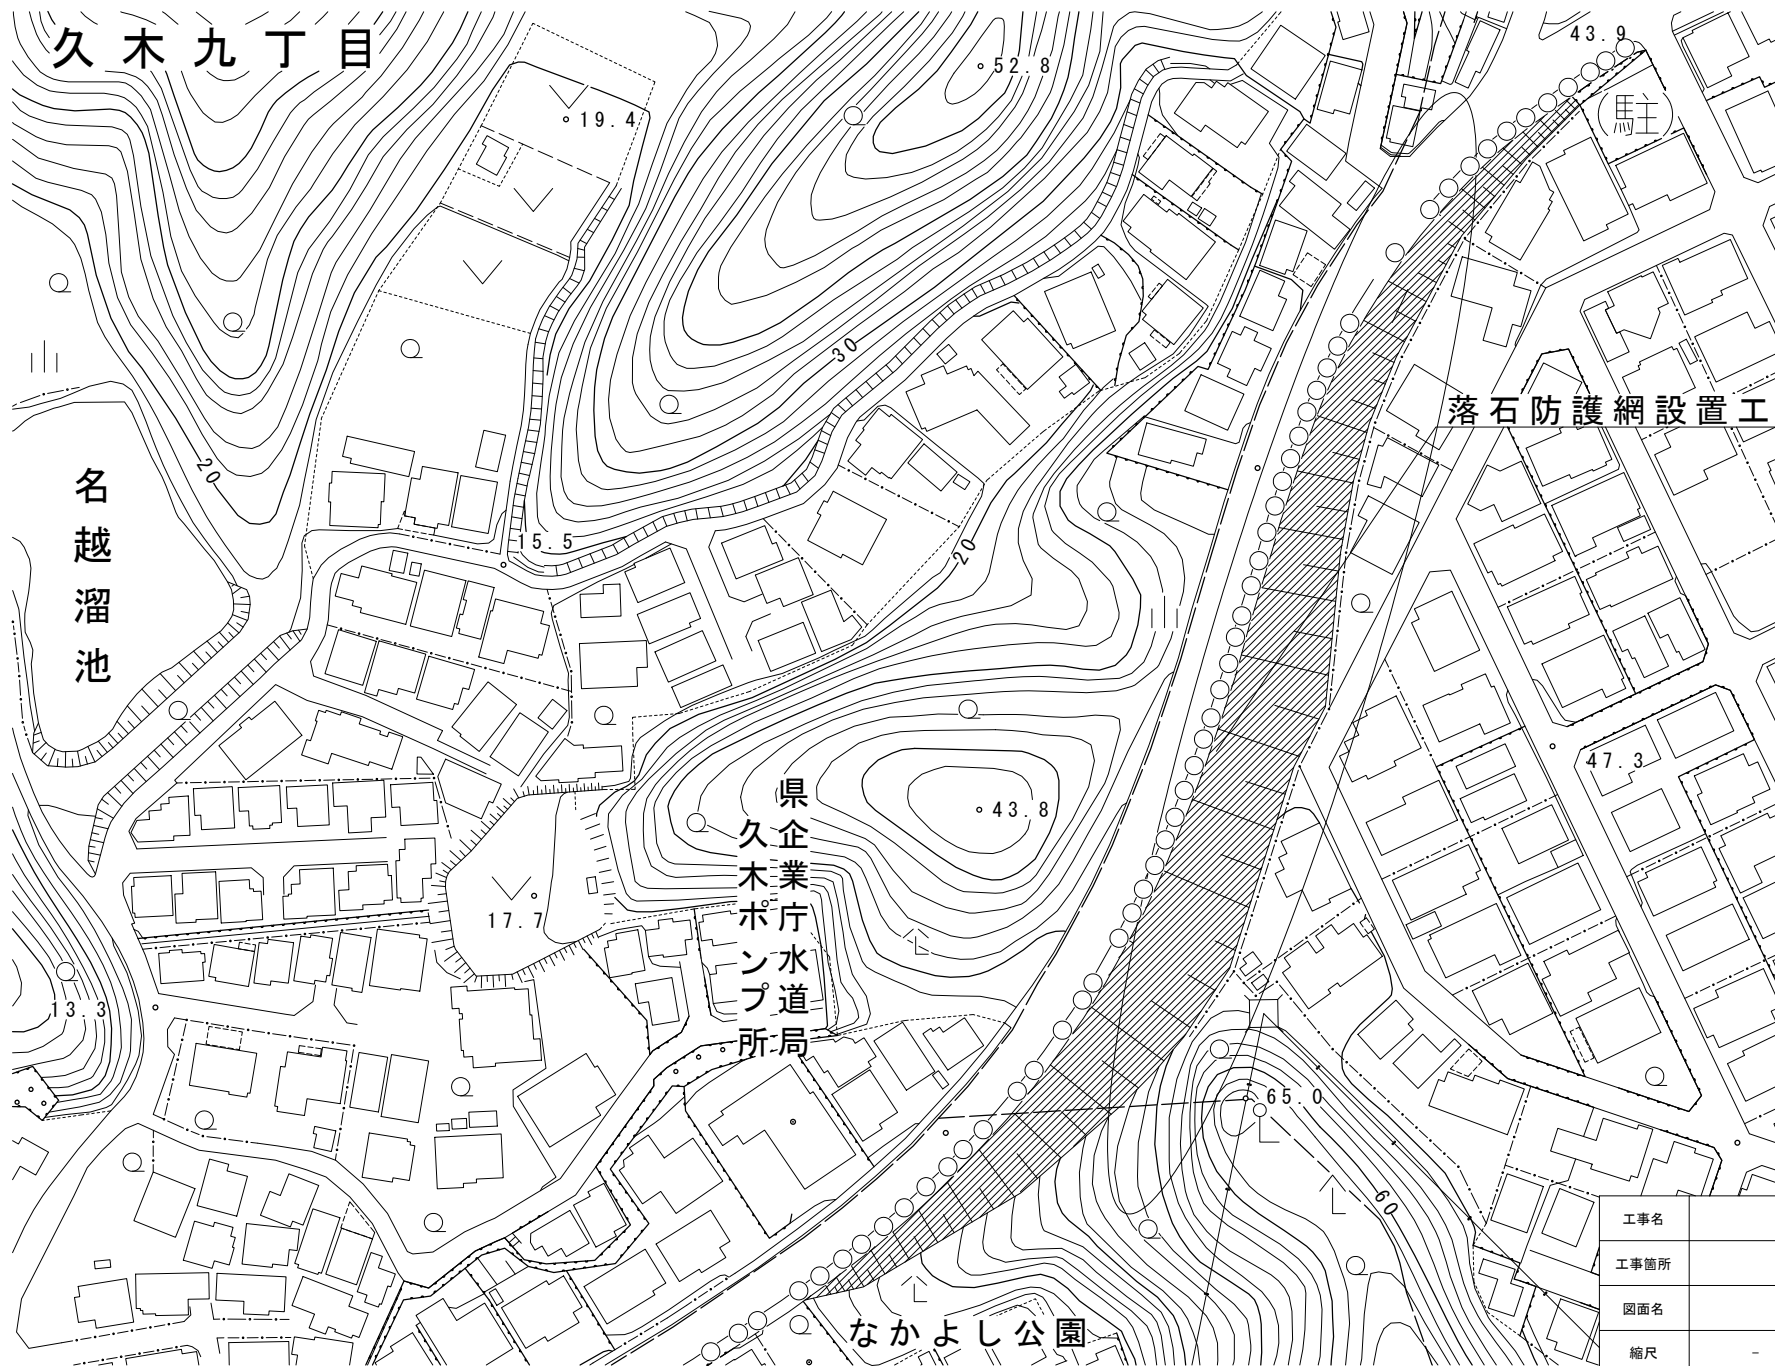 久木九丁目
43.9
52.8
(駐)
19.4
30
落石防護網設置工
名越溜池
20
15.5
20
47.3
県企業庁水道局
久木ポンプ所
43.8
17.7
13.3
65.0
60
工事名
工事箇所
図面名
縮尺 -
なかよし公園